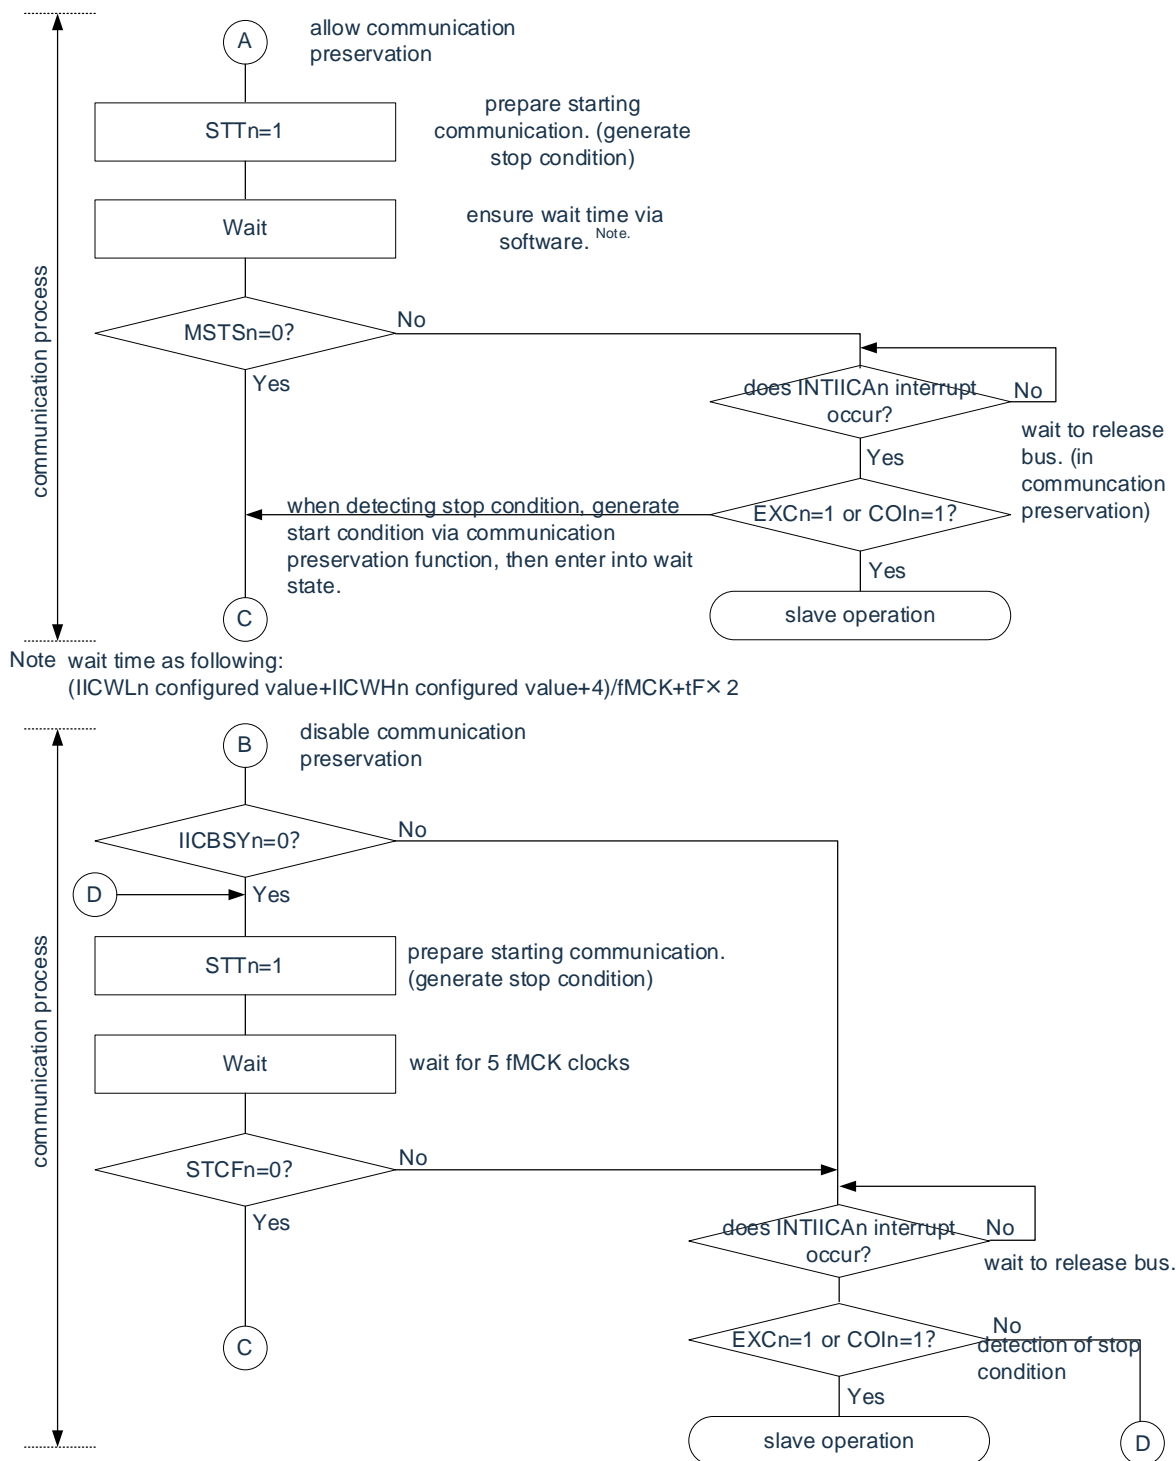 A
allow communication
preservation
STTn=1
prepare starting
communication. (generate
stop condition)
Wait
ensure wait time via
software. Note.
communication process
MSTSn=0?
No
Yes
does INTIICAn interrupt
occur?
No
wait to release
bus. (in
communcation
preservation)
Yes
EXCn=1 or COIn=1?
when detecting stop condition, generate
start condition via communication
preservation function, then enter into wait
state.
Yes
slave operation
C
Note wait time as following:
(IICWLn configured value+IICWHn configured value+4)/fMCK+tF×2
B
disable communication
preservation
IICBSYn=0?
No
D
Yes
STTn=1
prepare starting communication.
(generate stop condition)
communication process
Wait
wait for 5 fMCK clocks
STCFn=0?
No
Yes
does INTIICAn interrupt
occur?
No
wait to release bus.
C
EXCn=1 or COIn=1?
No
detection of stop
condition
Yes
slave operation
D